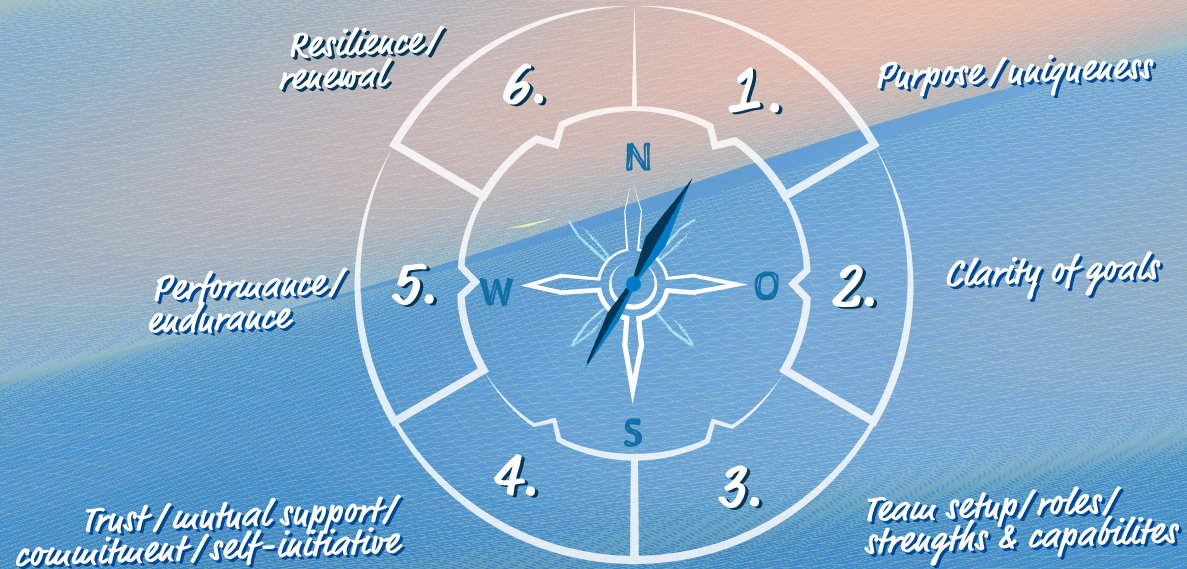 Resilience/
renewal
6.
1.
Purpose/uniqueness
N
Performance/
endurance
5.
W
O
2.
Clarity of goals
S
4.
3.
Trust/mutual support/
commitment/self-initiative
Team setup/roles/
strengths & capabilites